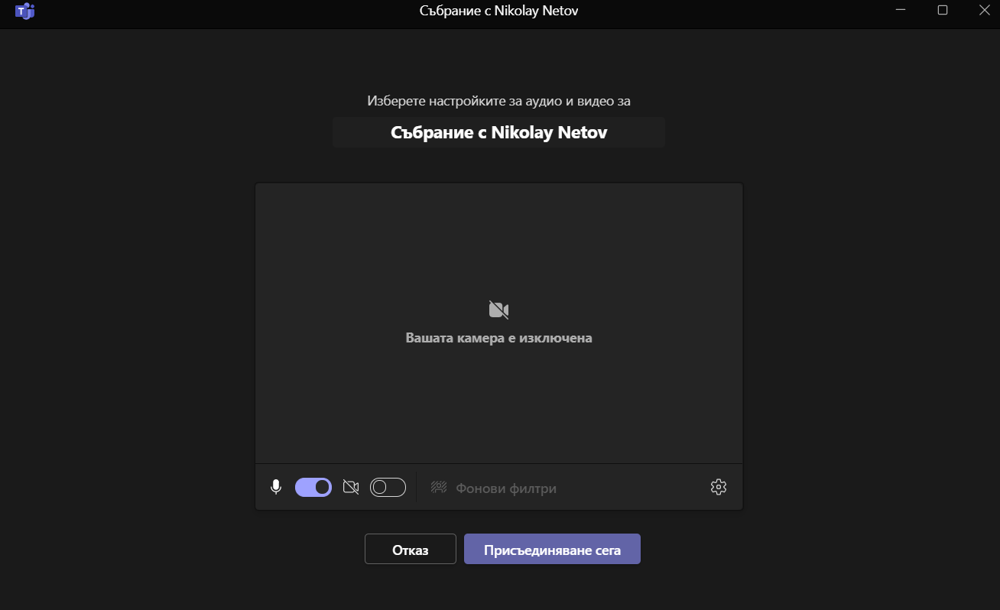 Събрание с Nikolay Netov
Изберете настройките за аудио и видео за
Събрание с Nikolay Netov
Вашата камера е изключена
Фонови филтри
Отказ
Присъединяване сега